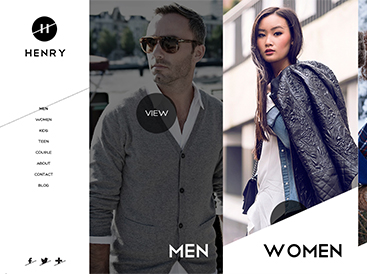 H
HENRY
MEN
WOMEN
KIDS
TEEN
COUPLE
ABOUT
CONTACT
BLOG
VIEW
MEN
WOMEN